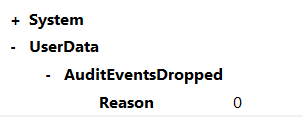 + System
- UserData
- AuditEventsDropped
Reason 0